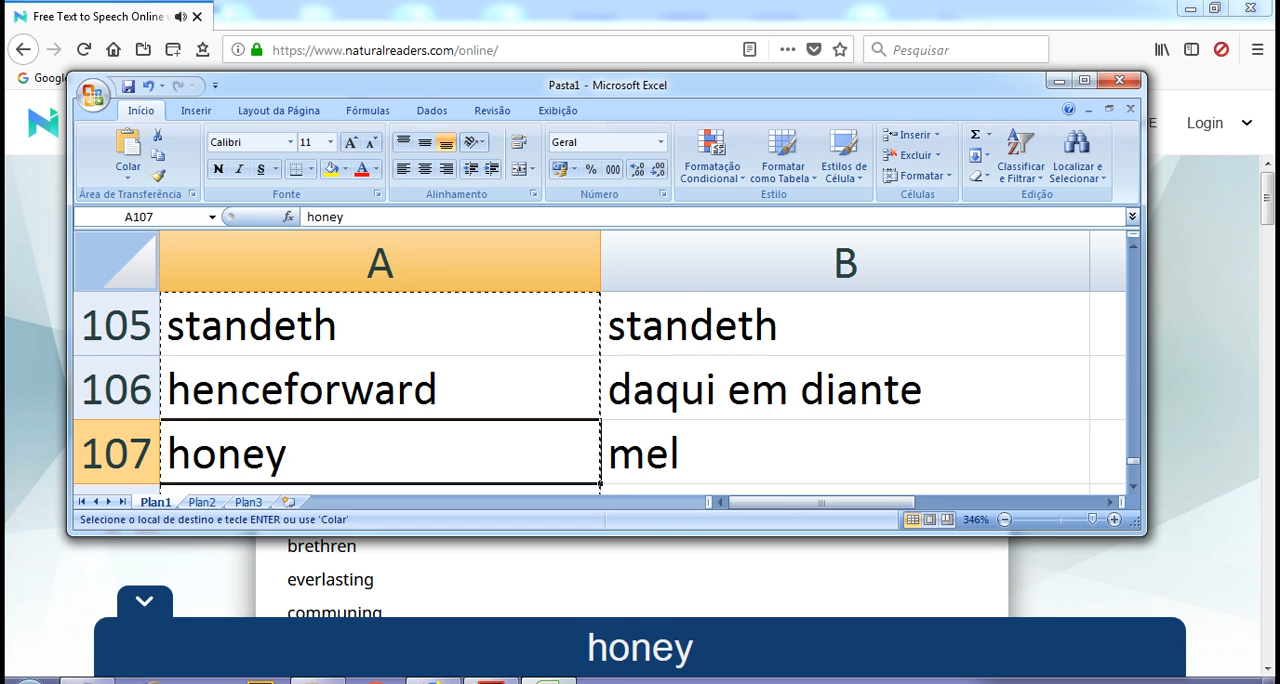 Free Text to Speech Online
https://www.naturalreaders.com/online/
Pesquisar
Google
Login
Pasta1 - Microsoft Excel
Início Inserir Layout da Página Fórmulas Dados Revisão Exibição
Colar
Calibri 11
N I S
Geral
% 000
Formatação Condicional
Formatar como Tabela
Estilos de Célula
Inserir
Excluir
Formatar
Classificar e Filtrar
Localizar e Selecionar
Área de Transferência Fonte Alinhamento Número Estilo Células Edição
A107 fx honey
A B
105 standeth standeth
106 henceforward daqui em diante
107 honey mel
Plan1 Plan2 Plan3
Selecione o local de destino e tecle ENTER ou use 'Colar' 346%
brethren
everlasting
communing
honey